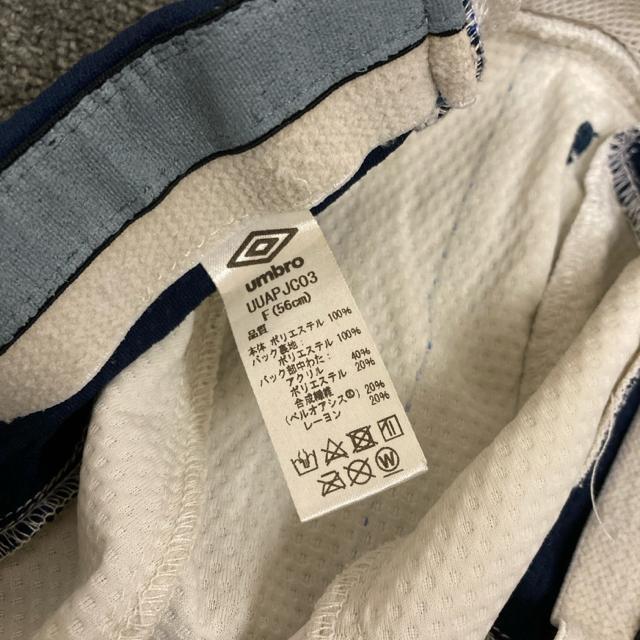 umbro
UUAPJC03
F(56cm)
品質
本体 ポリエステル 100%
パック基地:
ポリエステル 100%
パック部中わた:
アクリル 40%
ポリエステル 20%
合成繊維
(ベルオアシス®) 20%
レーヨン 20%
W